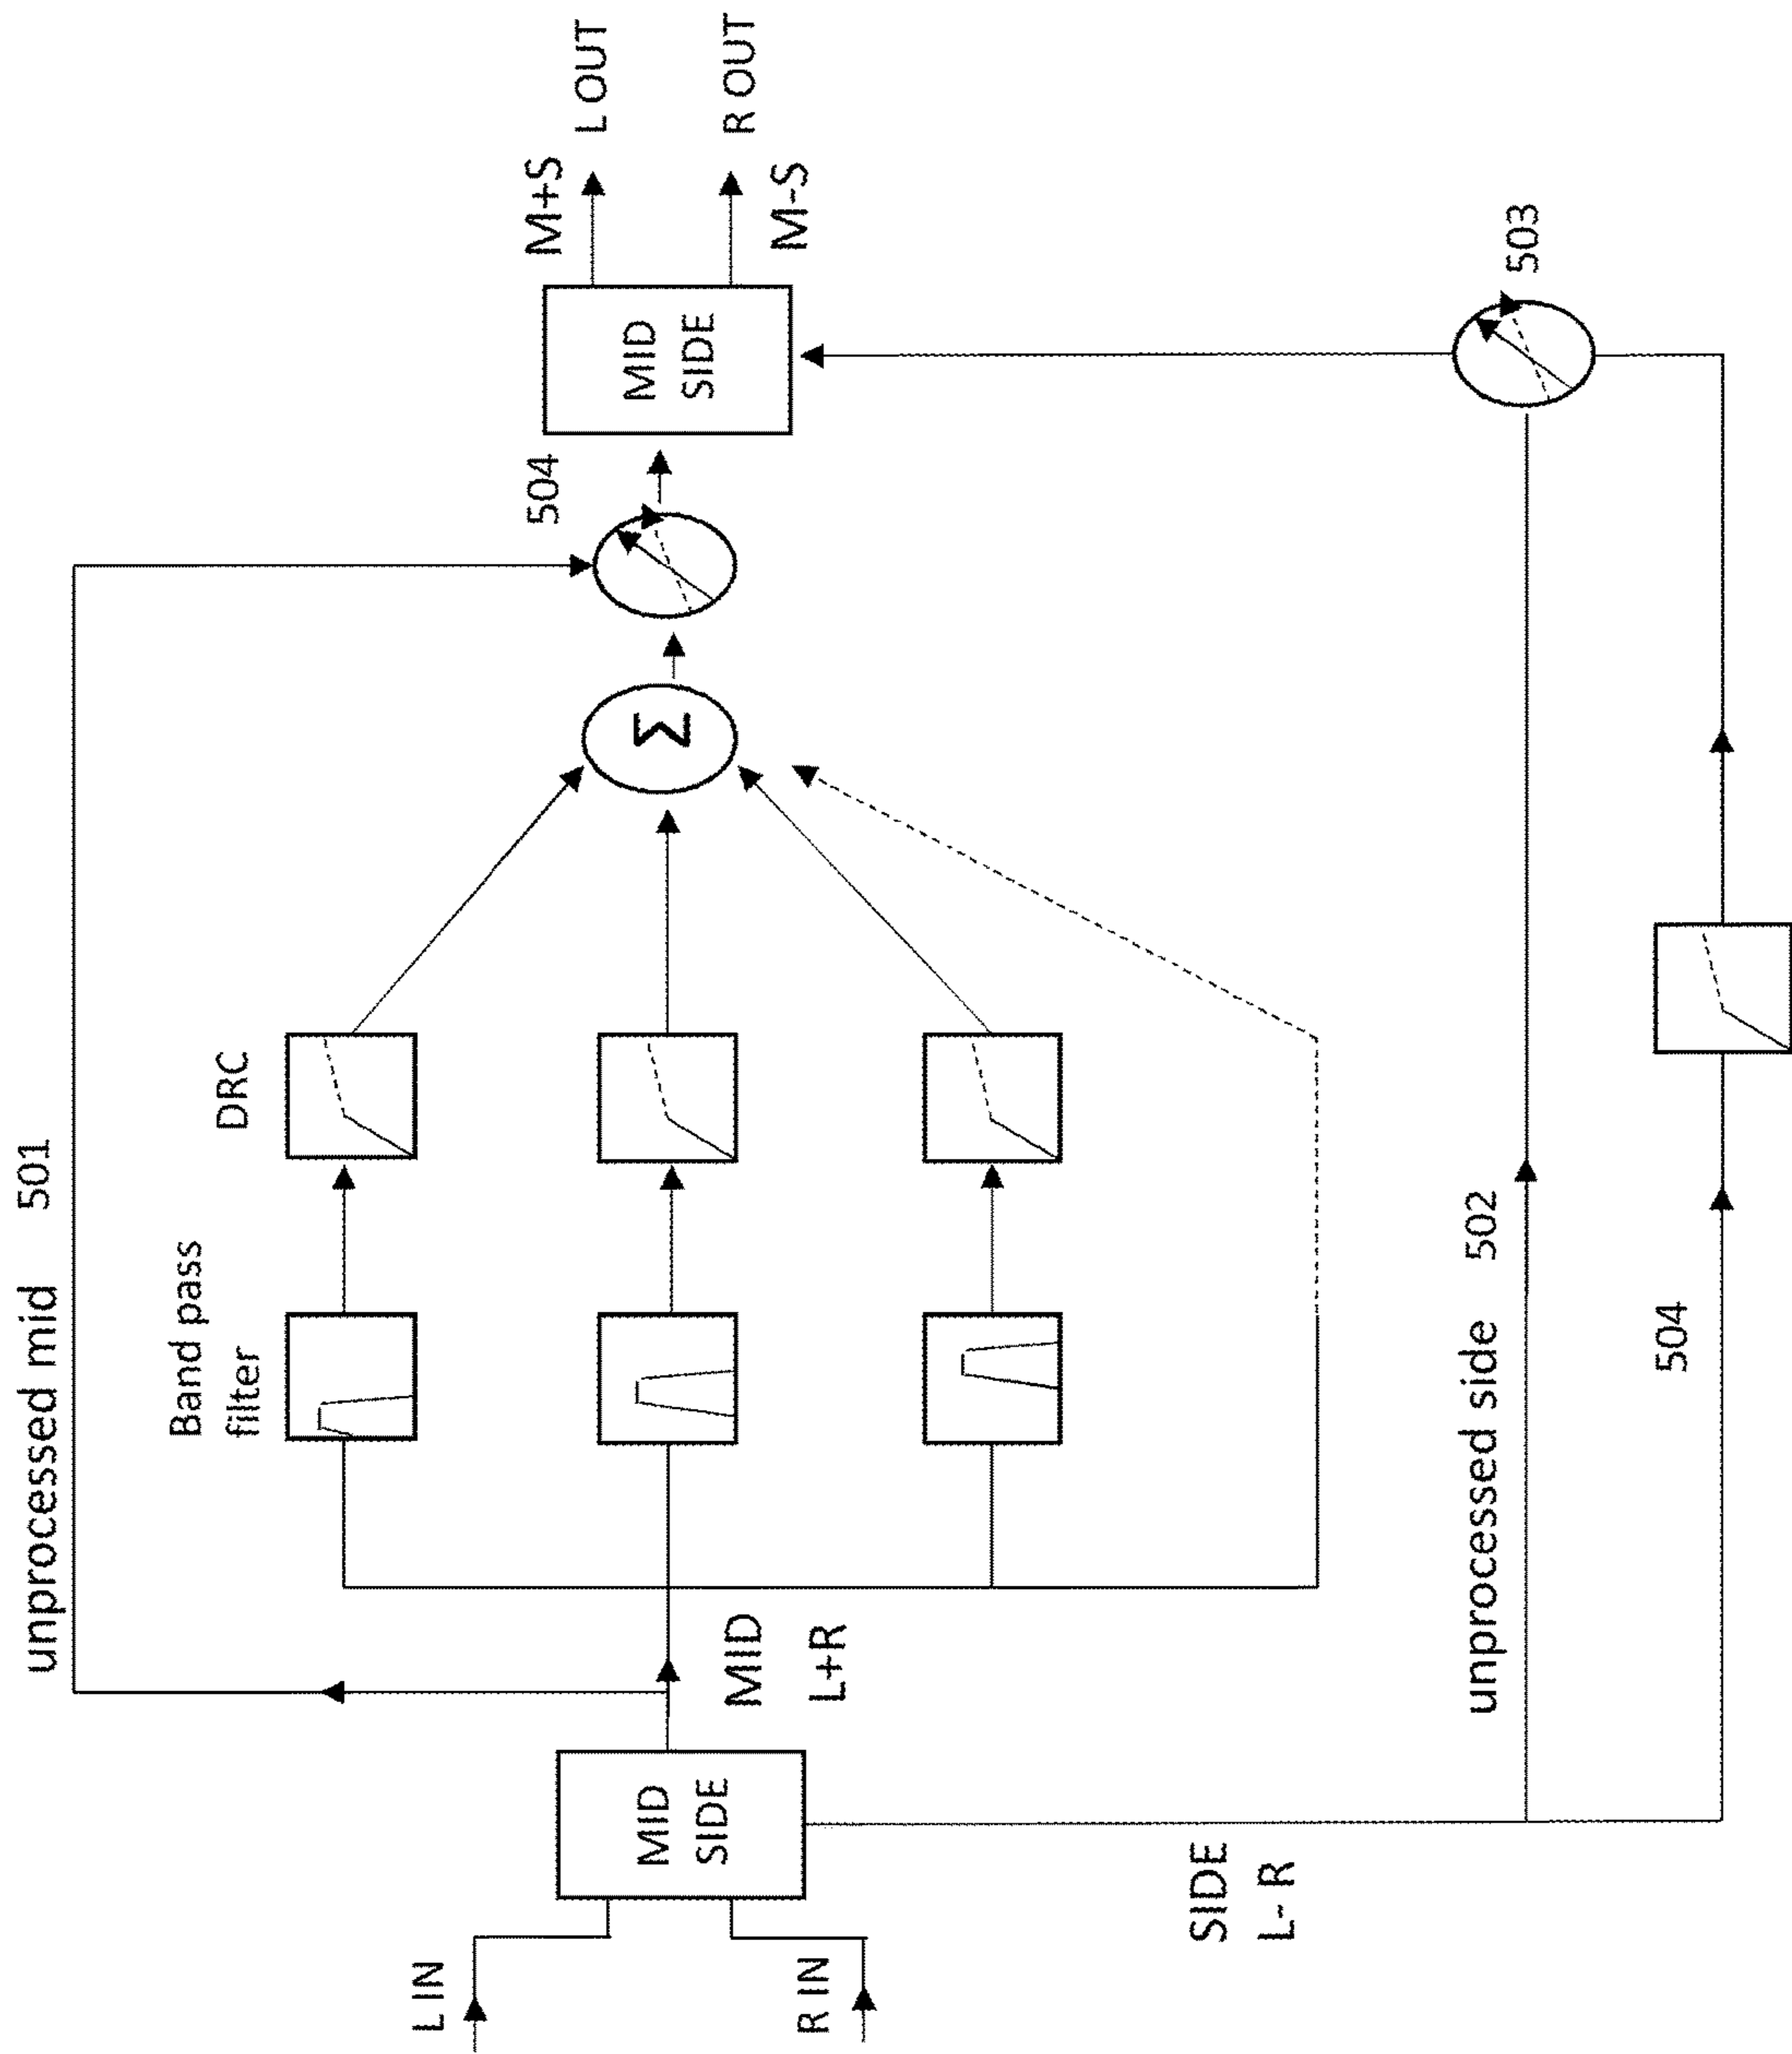 unprocessed mid 501
Band pass
filter
DRC
L IN
R IN
MID
SIDE
MID
L+R
Σ
504
MID
SIDE
M+S
L OUT
R OUT
M-S
SIDE
L- R
unprocessed side 502
503
504